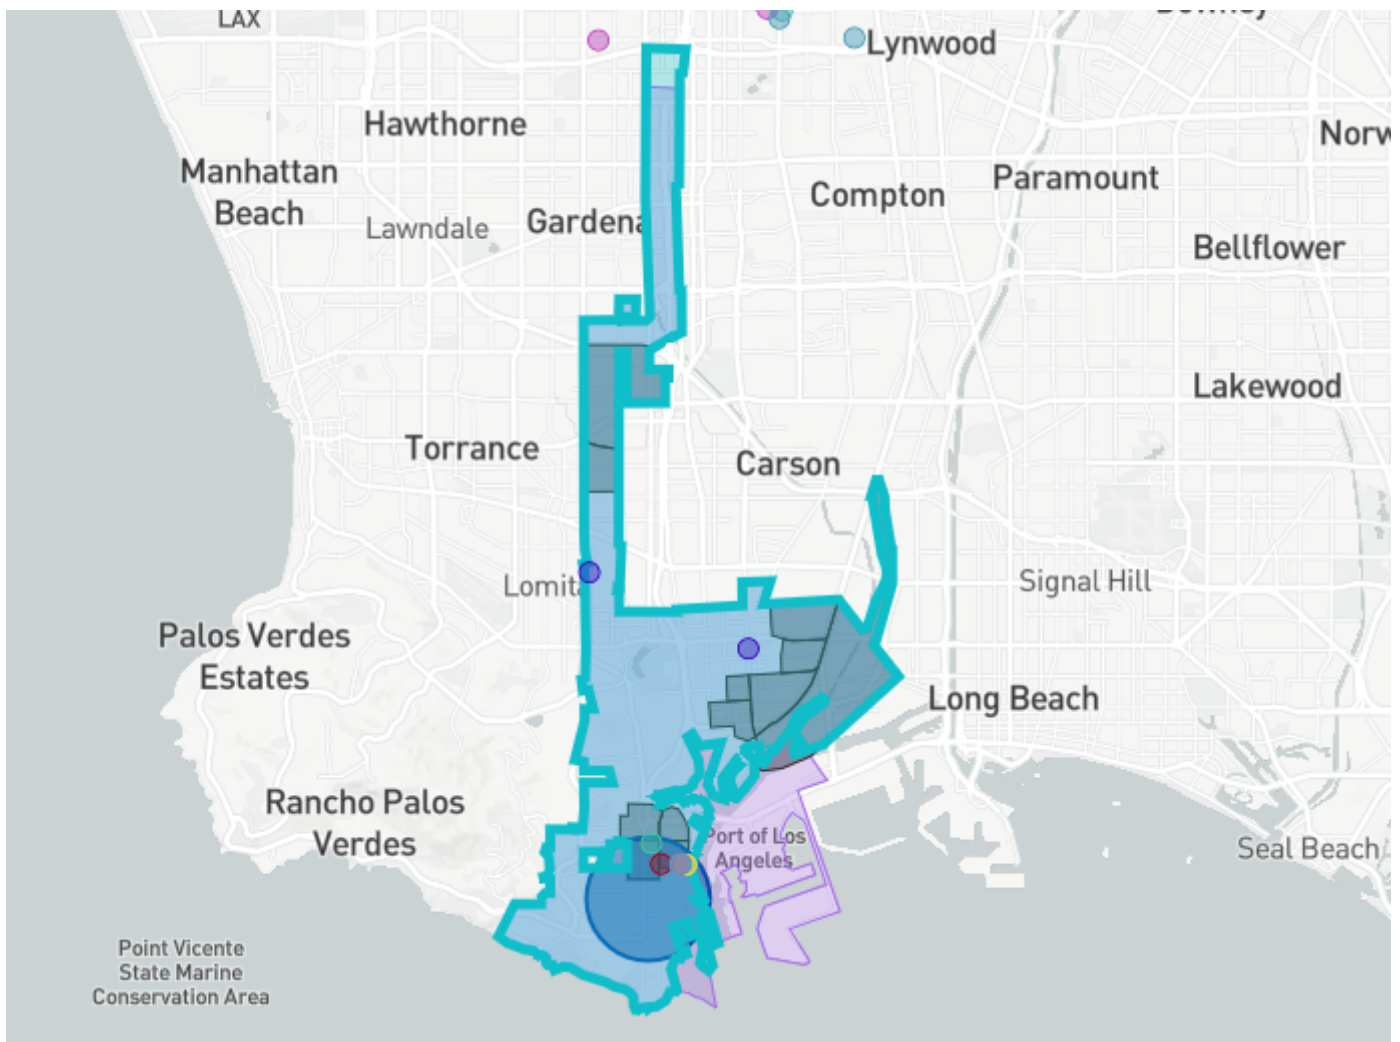 LAX
Lynwood
Hawthorne
Norw
Manhattan
Beach
Paramount
Compton
Gardena
Lawndale
Bellflower
Lakewood
Torrance
Carson
Lomita
Signal Hill
Palos Verdes
Estates
Long Beach
Rancho Palos
Verdes
Port of Los
Angeles
Seal Beach
Point Vicente
State Marine
Conservation Area